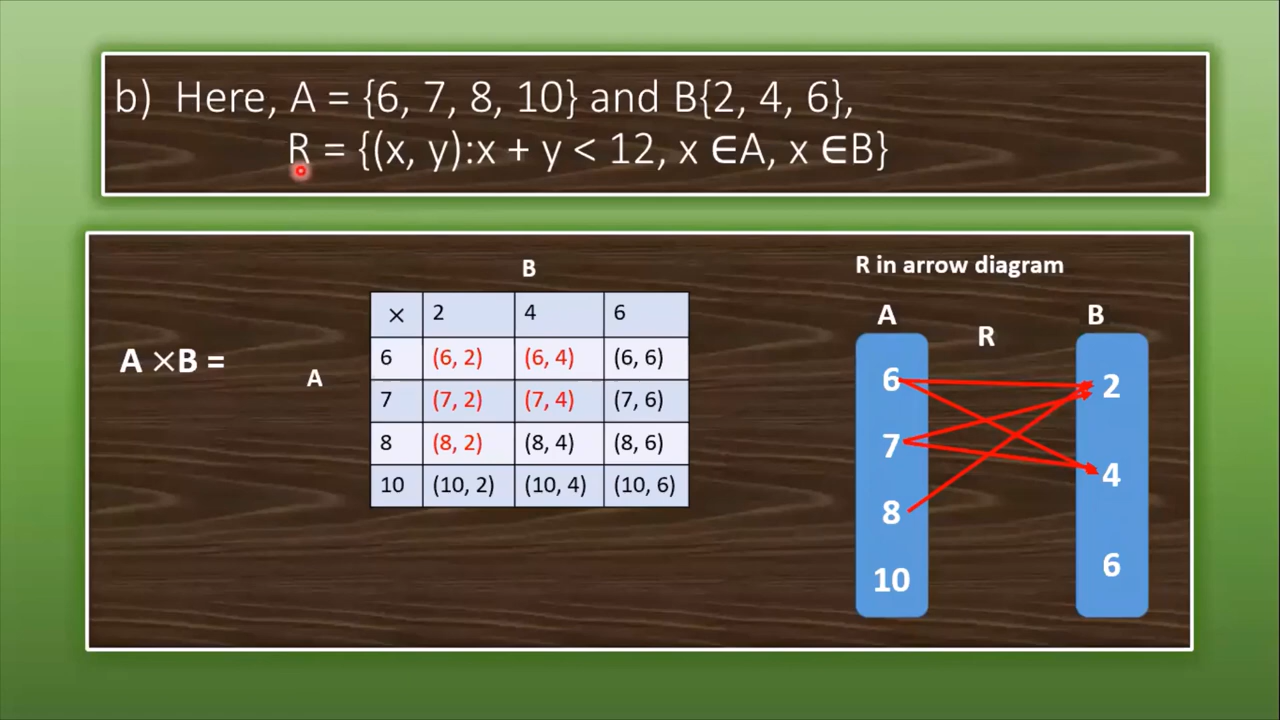 b) Here, A = {6, 7, 8, 10} and B{2, 4, 6},
R = {(x, y):x + y < 12, x ∈A, x ∈B}
B
A ×B =
A
× 2 4 6
6 (6, 2) (6, 4) (6, 6)
7 (7, 2) (7, 4) (7, 6)
8 (8, 2) (8, 4) (8, 6)
10 (10, 2) (10, 4) (10, 6)
R in arrow diagram
A R B
6 2
7 4
8 6
10